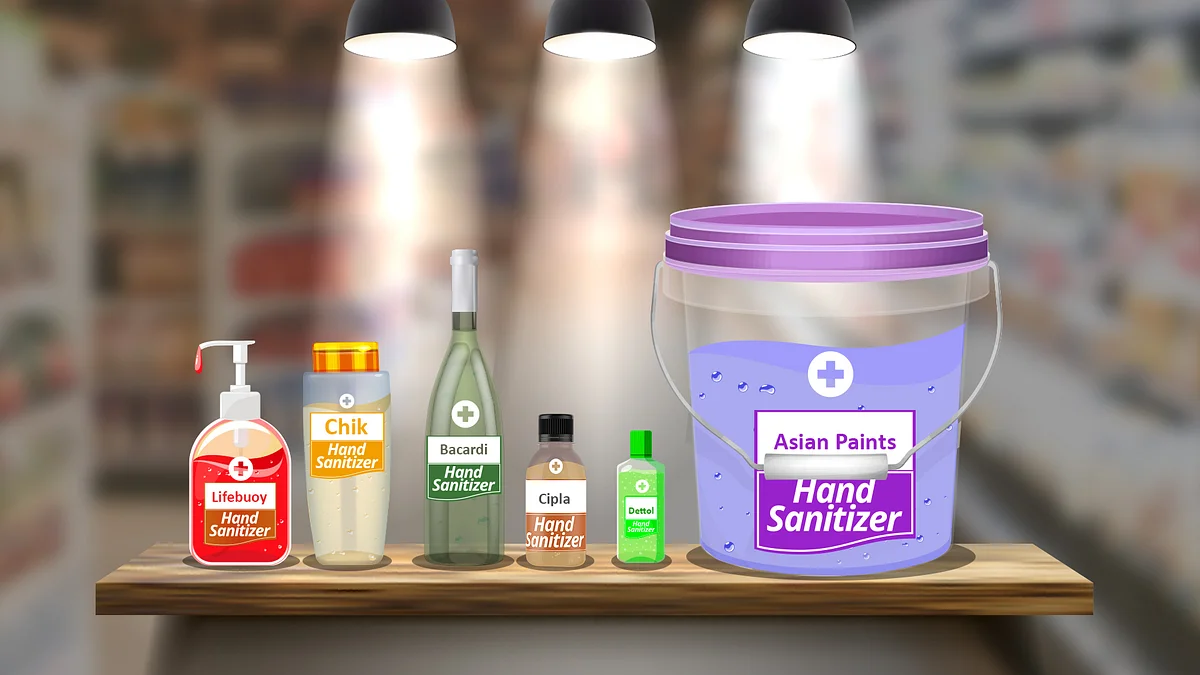 Lifebuoy
Hand
Sanitizer
Chik
Hand
Sanitizer
Bacardi
Hand
Sanitizer
Cipla
Hand
Sanitizer
Dettol
Hand
Sanitizer
Asian Paints
Hand
Sanitizer